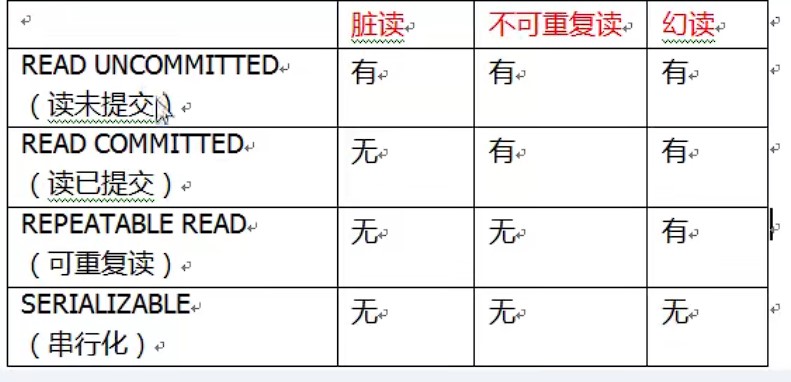 脏读 不可重复读 幻读
READ UNCOMMITTED 有 有 有
（读未提交）
READ COMMITTED 无 有 有
（读已提交）
REPEATABLE READ 无 无 有
（可重复读）
SERIALIZABLE 无 无 无
（串行化）